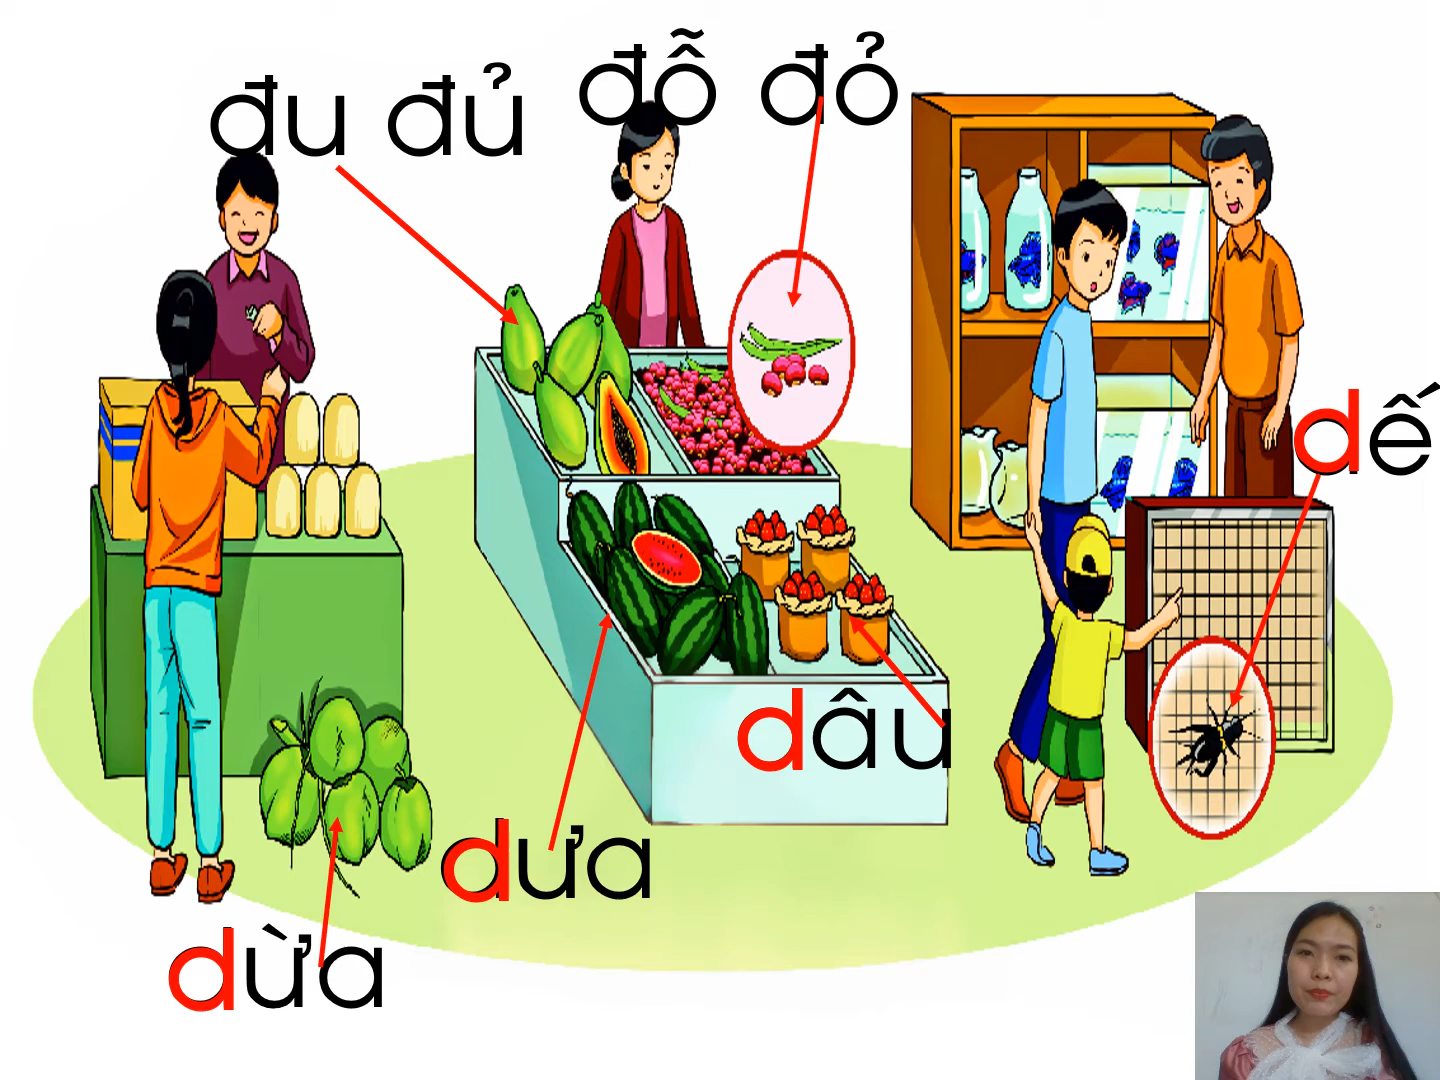 đu đủ
đỗ đỏ
dế
dâu
dưa
dừa